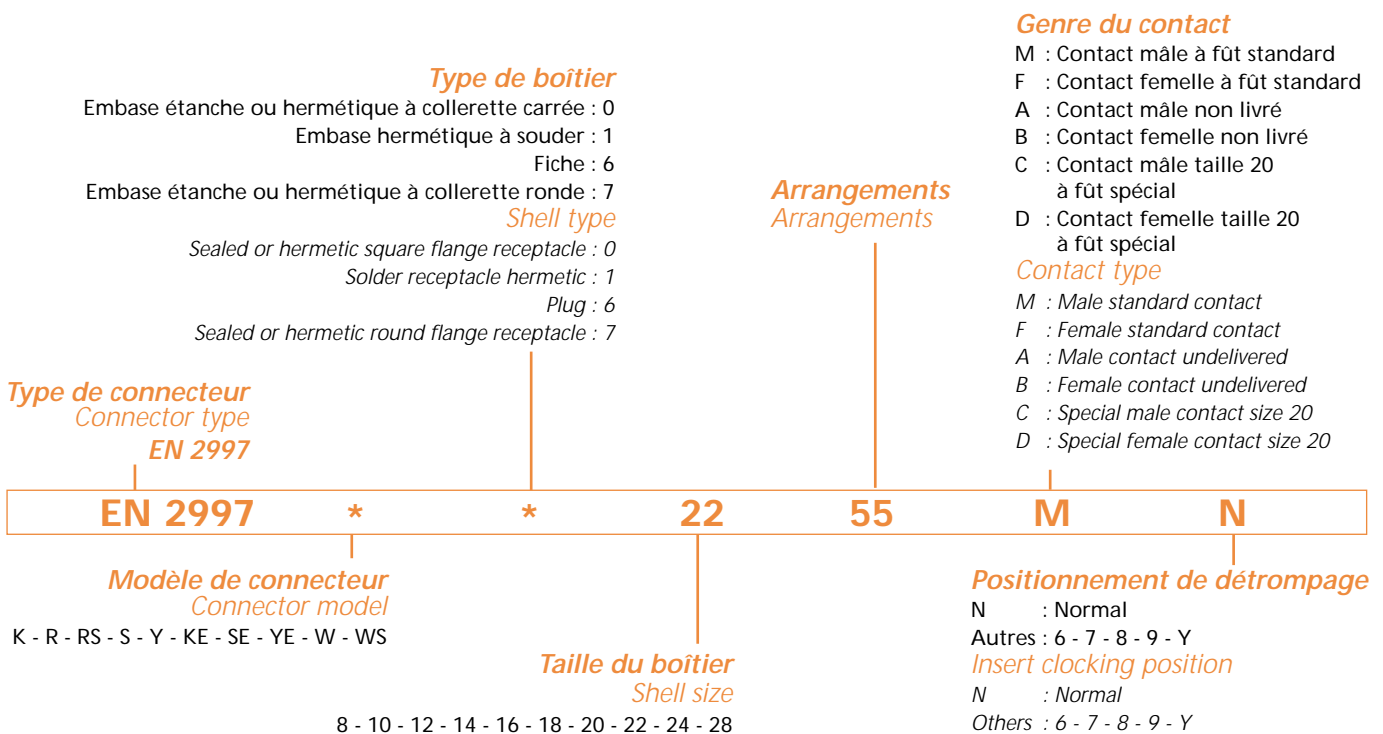 Genre du contact
M : Contact mâle à fût standard
F : Contact femelle à fût standard
A : Contact mâle non livré
B : Contact femelle non livré
C : Contact mâle taille 20
à fût spécial
D : Contact femelle taille 20
à fût spécial
Contact type
M : Male standard contact
F : Female standard contact
A : Male contact undelivered
B : Female contact undelivered
C : Special male contact size 20
D : Special female contact size 20
Type de boîtier
Embase étanche ou hermétique à collerette carrée : 0
Embase hermétique à souder : 1
Fiche : 6
Embase étanche ou hermétique à collerette ronde : 7
Shell type
Sealed or hermetic square flange receptacle : 0
Solder receptacle hermetic : 1
Plug : 6
Sealed or hermetic round flange receptacle : 7
Arrangements
Arrangements
Type de connecteur
Connector type
EN 2997
EN 2997 * * 22 55 M N
Modèle de connecteur
Connector model
K - R - RS - S - Y - KE - SE - YE - W - WS
Taille du boîtier
Shell size
8 - 10 - 12 - 14 - 16 - 18 - 20 - 22 - 24 - 28
Positionnement de détrompage
N : Normal
Autres : 6 - 7 - 8 - 9 - Y
Insert clocking position
N : Normal
Others : 6 - 7 - 8 - 9 - Y